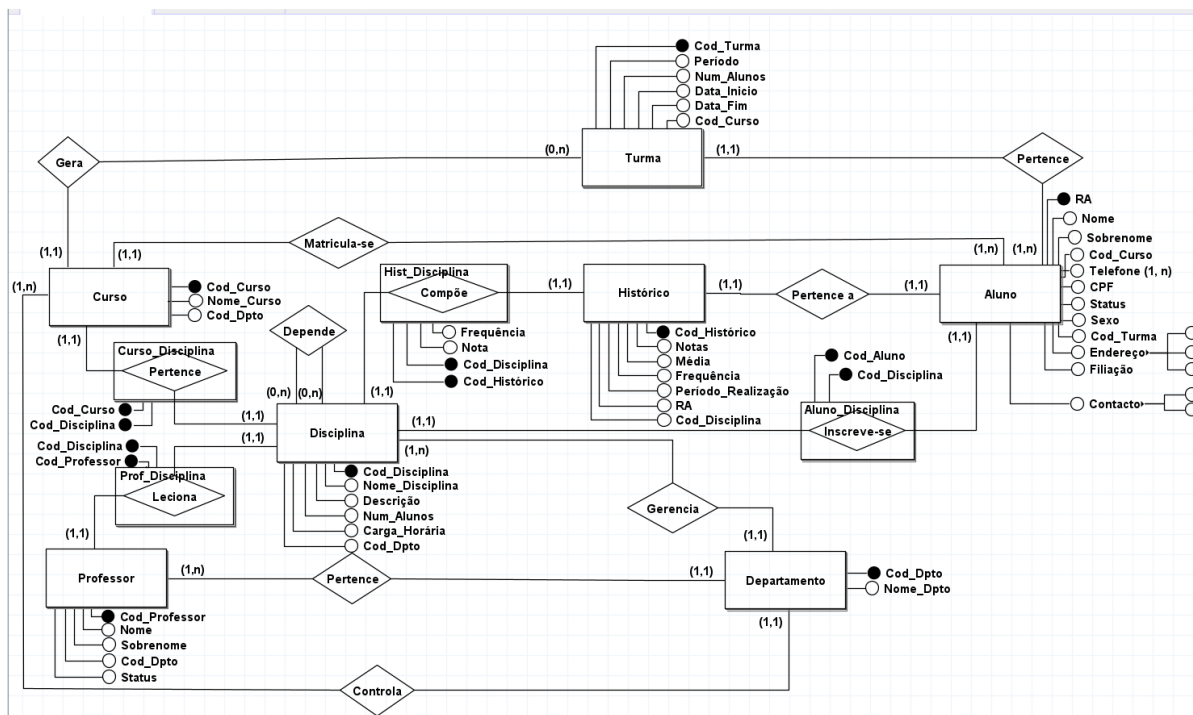 Cod_Turma
Período
Num_Alunos
Data_Inicio
Data_Fim
Cod_Curso
Gera
(0,n)
Turma
(1,1)
Pertence
RA
Nome
Sobrenome
Cod_Curso
Telefone (1, n)
CPF
Status
Sexo
Cod_Turma
Endereço
Filiação
Contacto
(1,1)
(1,1)
Matricula-se
(1,n)
(1,n)
(1,n)
Curso
Cod_Curso
Nome_Curso
Cod_Dpto
Hist_Disciplina
Compõe
(1,1)
(1,1)
Histórico
(1,1)
Pertence a
(1,1)
Aluno
Depende
Frequência
Nota
Cod_Disciplina
Cod_Histórico
Cod_Histórico
Notas
Média
Frequência
Período_Realização
RA
Cod_Disciplina
(1,1)
(1,1)
Curso_Disciplina
Pertence
Cod_Curso
Cod_Disciplina
Cod_Aluno
Cod_Disciplina
Aluno_Disciplina
Inscreve-se
(0,n)
(0,n)
(1,1)
(1,1)
(1,1)
Disciplina
(1,1)
(1,n)
Cod_Disciplina
Cod_Professor
Prof_Disciplina
Leciona
Cod_Disciplina
Nome_Disciplina
Descrição
Num_Alunos
Carga_Horária
Cod_Dpto
Gerencia
(1,1)
(1,1)
Professor
(1,n)
Pertence
(1,1)
Departamento
Cod_Dpto
Nome_Dpto
(1,1)
Cod_Professor
Nome
Sobrenome
Cod_Dpto
Status
Controla